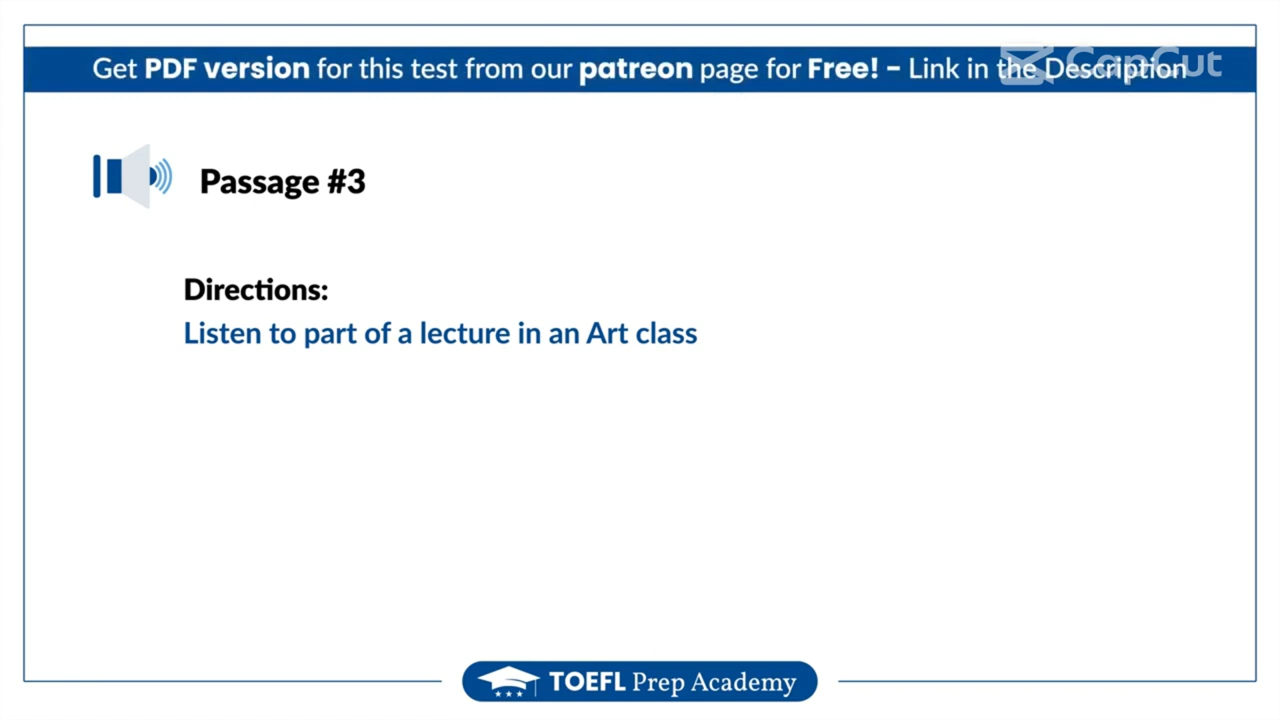 Get PDF version for this test from our patreon page for Free! – Link in the Description
CapCut
Passage #3
Directions:
Listen to part of a lecture in an Art class
TOEFL Prep Academy